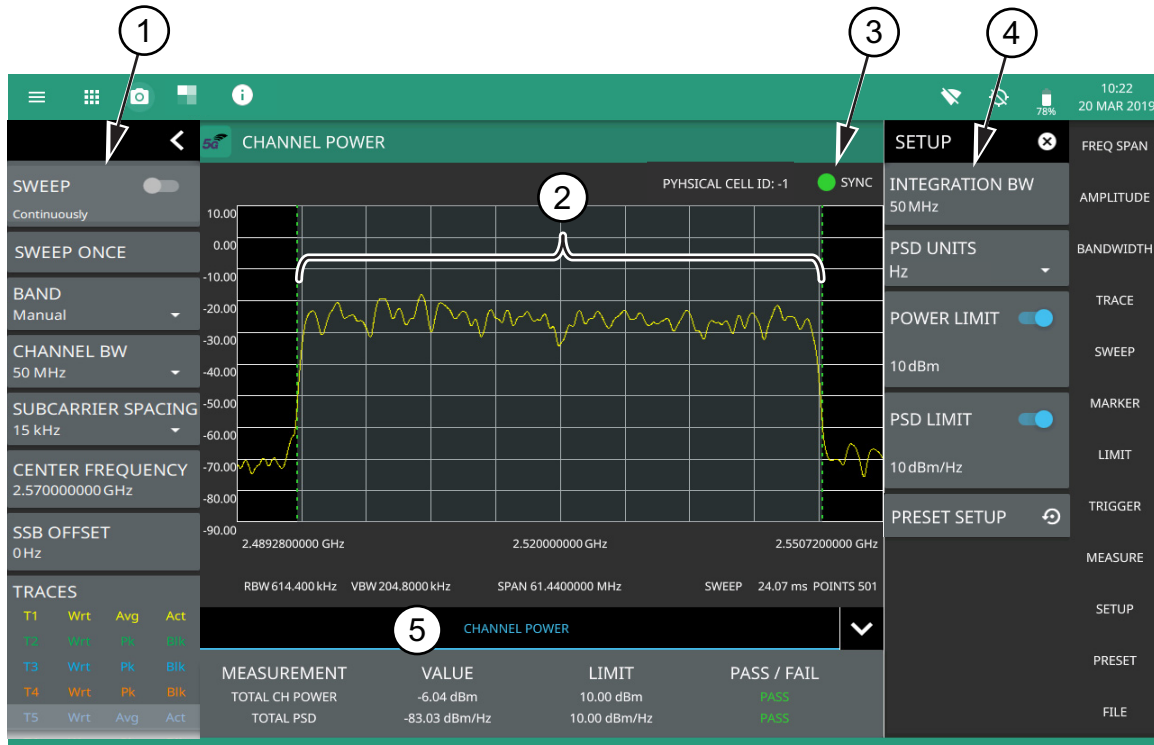 1
3
4
78%
10:22
20 MAR 2019
SWEEP
Continuously
SWEEP ONCE
BAND
Manual
CHANNEL BW
50 MHz
SUBCARRIER SPACING
15 kHz
CENTER FREQUENCY
2.570000000 GHz
SSB OFFSET
0 Hz
TRACES
T1 Wrt Avg Act
T2 Wrt Pk Blk
T3 Wrt Pk Blk
T4 Wrt Pk Blk
T5 Wrt Avg Act
5G CHANNEL POWER
PYHSICAL CELL ID: -1 SYNC
2
10.00
0.00
-10.00
-20.00
-30.00
-40.00
-50.00
-60.00
-70.00
-80.00
-90.00
2.4892800000 GHz 2.520000000 GHz 2.5507200000 GHz
RBW 614.400 kHz VBW 204.8000 kHz SPAN 61.4400000 MHz SWEEP 24.07 ms POINTS 501
5 CHANNEL POWER
MEASUREMENT VALUE LIMIT PASS / FAIL
TOTAL CH POWER -6.04 dBm 10.00 dBm PASS
TOTAL PSD -83.03 dBm/Hz 10.00 dBm/Hz PASS
SETUP
INTEGRATION BW
50 MHz
PSD UNITS
Hz
POWER LIMIT
10 dBm
PSD LIMIT
10 dBm/Hz
PRESET SETUP
FREQ SPAN
AMPLITUDE
BANDWIDTH
TRACE
SWEEP
MARKER
LIMIT
TRIGGER
MEASURE
SETUP
PRESET
FILE